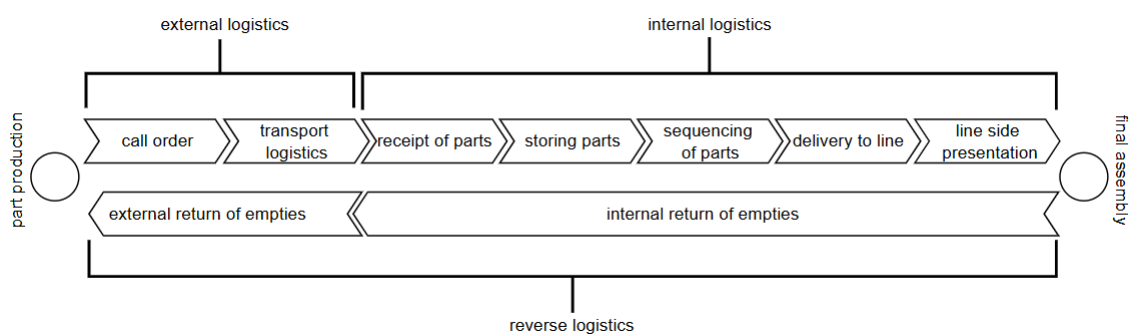 external logistics
internal logistics
call order
transport
logistics
receipt of parts
storing parts
sequencing
of parts
delivery to line
line side
presentation
part production
final assembly
external return of empties
internal return of empties
reverse logistics